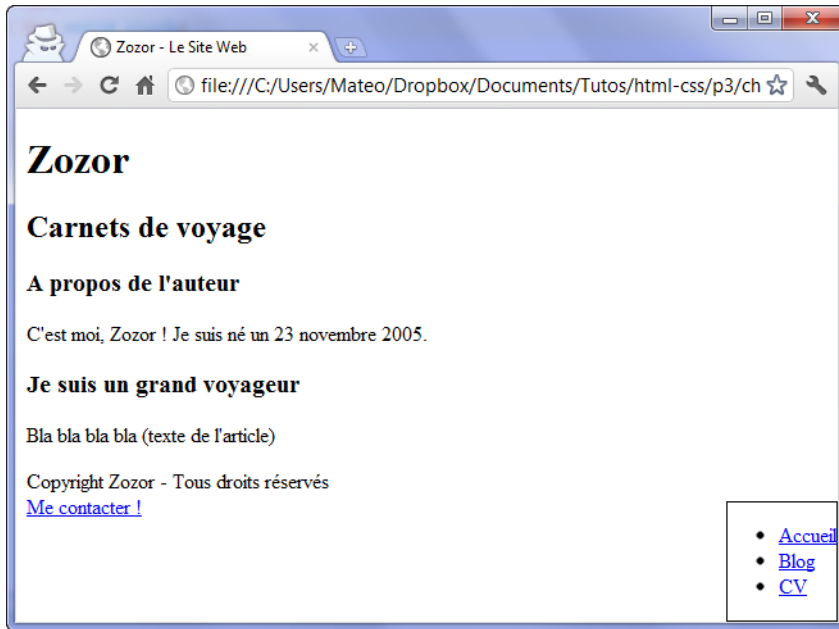 Zozor - Le Site Web
file:///C:/Users/Mateo/Dropbox/Documents/Tutos/html-css/p3/ch
Zozor
Carnets de voyage
A propos de l'auteur
C'est moi, Zozor ! Je suis né un 23 novembre 2005.
Je suis un grand voyageur
Bla bla bla bla (texte de l'article)
Copyright Zozor - Tous droits réservés
Me contacter !
Accueil
Blog
CV